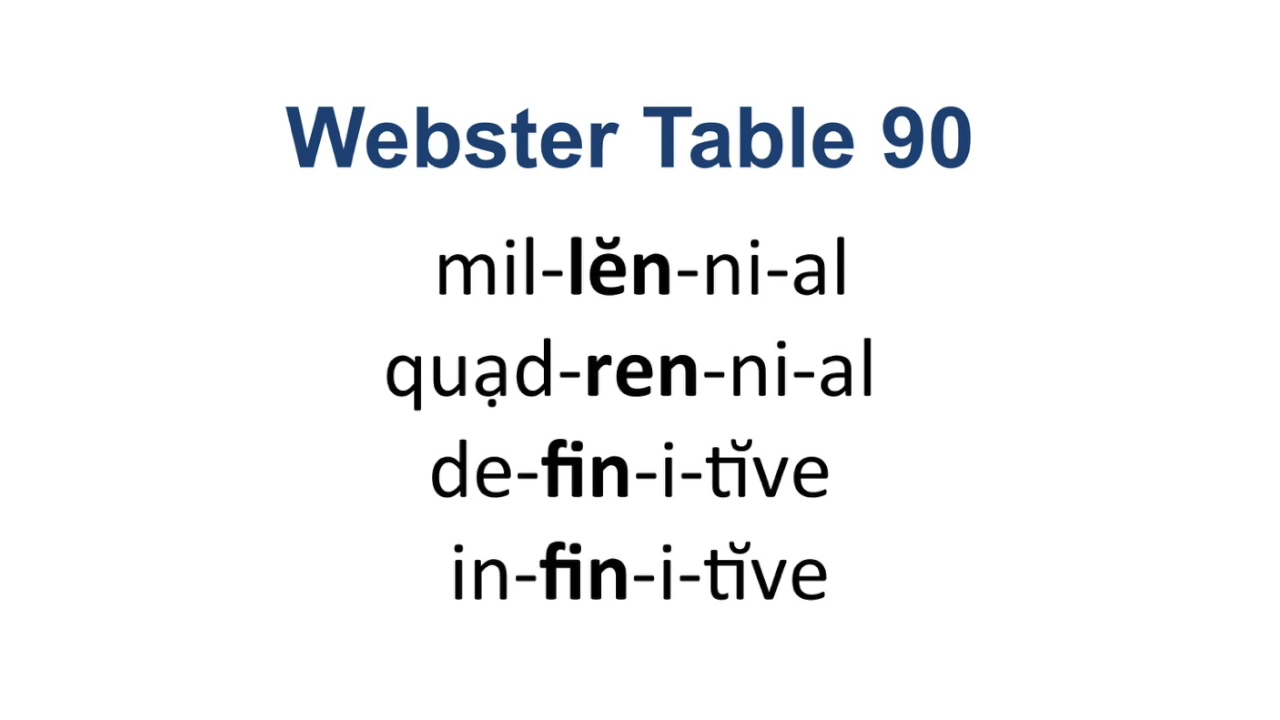 Webster Table 90
mil-lĕn-ni-al
quạd-ren-ni-al
de-fin-i-tĭve
in-fin-i-tĭve